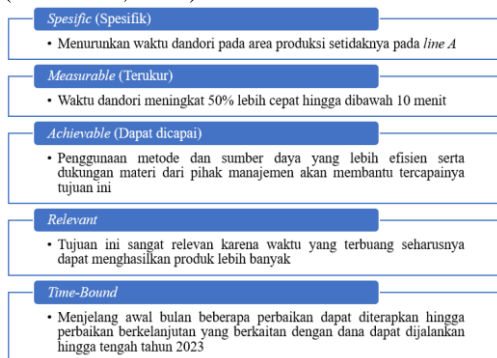 Spesific (Spesifik)
• Menurunkan waktu dandori pada area produksi setidaknya pada line A
Measurable (Terukur)
• Waktu dandori meningkat 50% lebih cepat hingga dibawah 10 menit
Achievable (Dapat dicapai)
• Penggunaan metode dan sumber daya yang lebih efisien serta
dukungan materi dari pihak manajemen akan membantu tercapainya
tujuan ini
Relevant
• Tujuan ini sangat relevan karena waktu yang terbuang seharusnya
dapat menghasilkan produk lebih banyak
Time-Bound
• Menjelang awal bulan beberapa perbaikan dapat diterapkan hingga
perbaikan berkelanjutan yang berkaitan dengan dana dapat dijalankan
hingga tengah tahun 2023